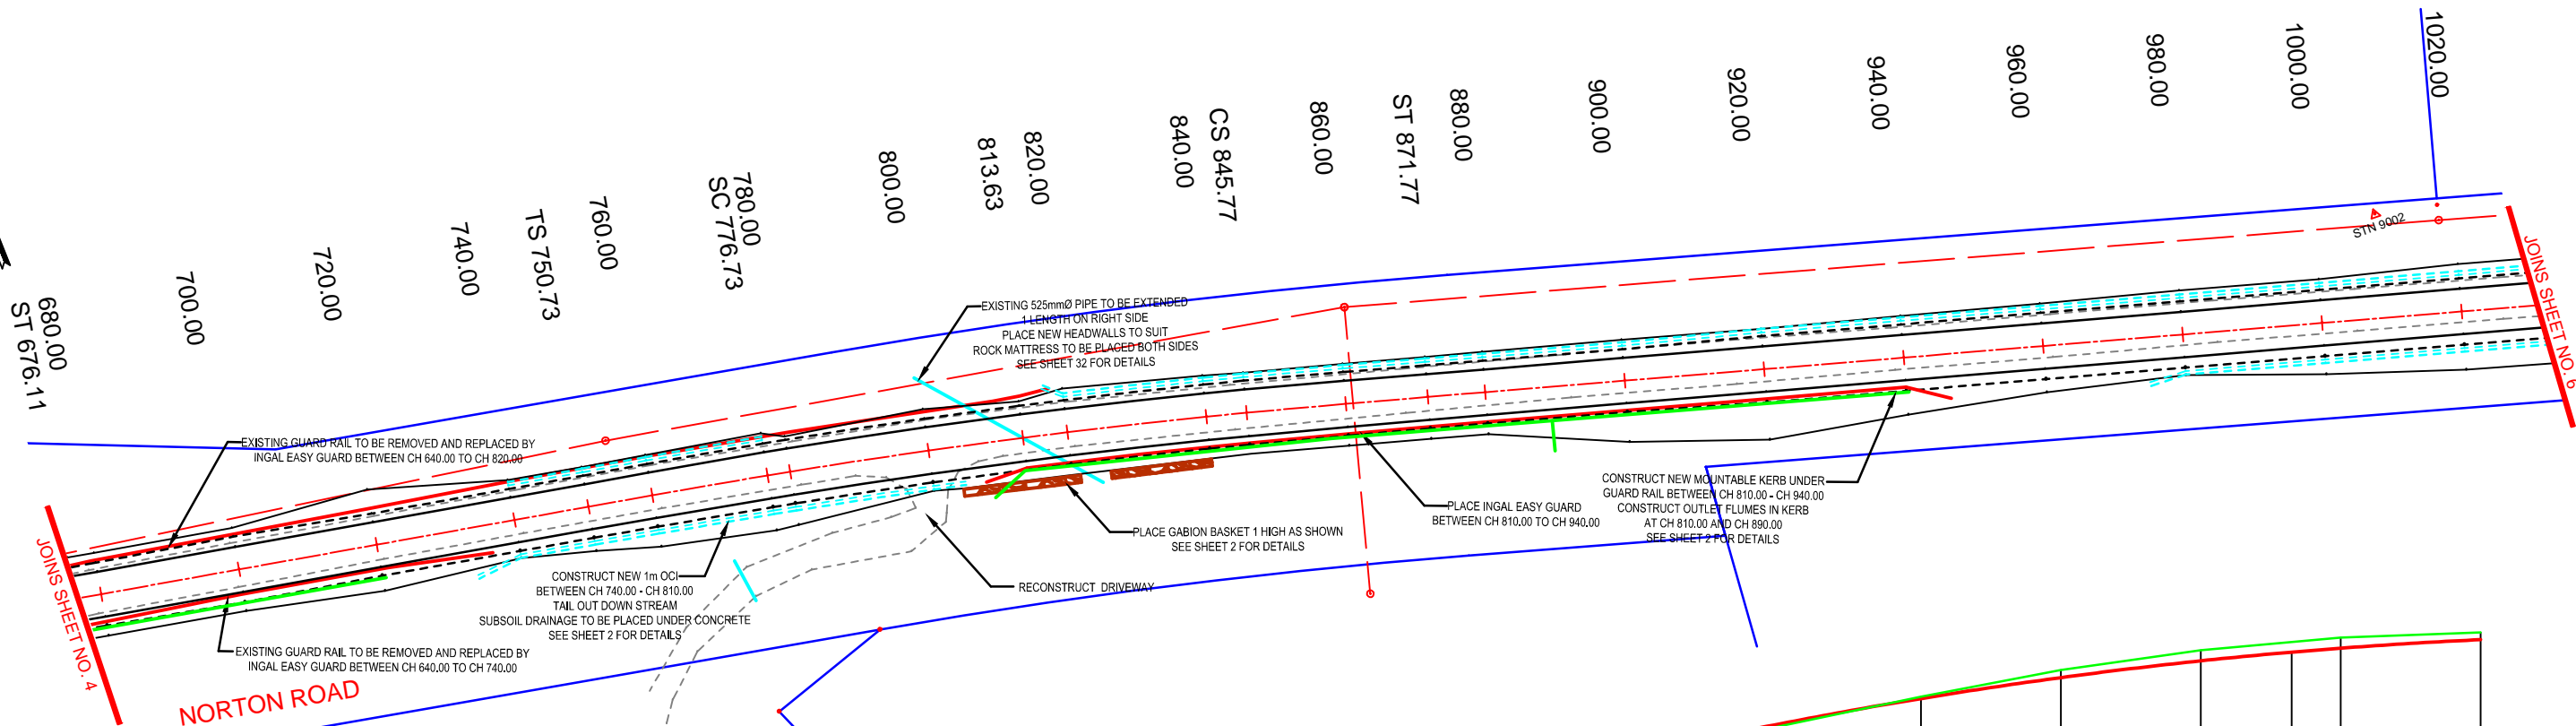 ST 676.11
680.00
700.00
720.00
740.00
TS 750.73
760.00
SC 776.73
780.00
800.00
813.63
820.00
840.00
CS 845.77
860.00
ST 871.77
880.00
900.00
920.00
940.00
960.00
980.00
1000.00
1020.00
STN 9002
JOINS SHEET NO. 6
EXISTING 525mmØ PIPE TO BE EXTENDED
1 LENGTH ON RIGHT SIDE
PLACE NEW HEADWALLS TO SUIT
ROCK MATTRESS TO BE PLACED BOTH SIDES
SEE SHEET 32 FOR DETAILS
EXISTING GUARD RAIL TO BE REMOVED AND REPLACED BY
INGAL EASY GUARD BETWEEN CH 640.00 TO CH 820.00
CONSTRUCT NEW MOUNTABLE KERB UNDER
GUARD RAIL BETWEEN CH 810.00 - CH 940.00
CONSTRUCT OUTLET FLUMES IN KERB
AT CH 810.00 AND CH 890.00
SEE SHEET 2 FOR DETAILS
PLACE INGAL EASY GUARD
BETWEEN CH 810.00 TO CH 940.00
PLACE GABION BASKET 1 HIGH AS SHOWN
SEE SHEET 2 FOR DETAILS
RECONSTRUCT DRIVEWAY
CONSTRUCT NEW 1m OCI
BETWEEN CH 740.00 - CH 810.00
TAIL OUT DOWN STREAM
SUBSOIL DRAINAGE TO BE PLACED UNDER CONCRETE
SEE SHEET 2 FOR DETAILS
EXISTING GUARD RAIL TO BE REMOVED AND REPLACED BY
INGAL EASY GUARD BETWEEN CH 640.00 TO CH 740.00
JOINS SHEET NO. 4
NORTON ROAD